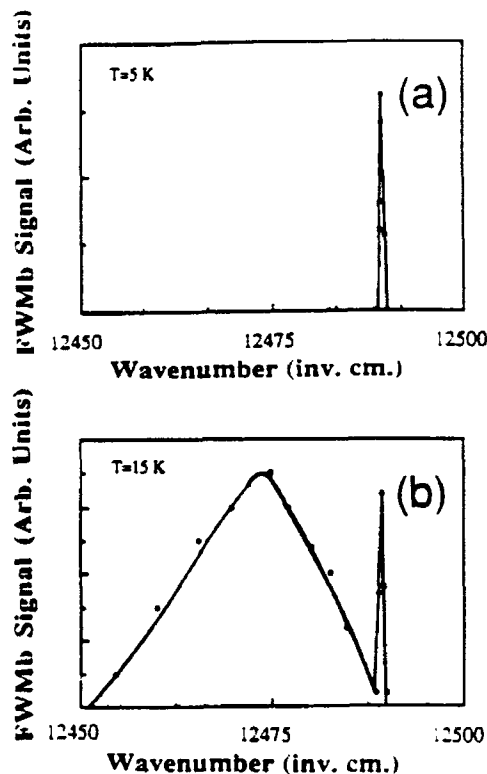 FWMb Signal (Arb. Units)
T=5 K
(a)
12450 12475 12500
Wavenumber (inv. cm.)
FWMb Signal (Arb. Units)
T=15 K
(b)
12450 12475 12500
Wavenumber (inv. cm.)